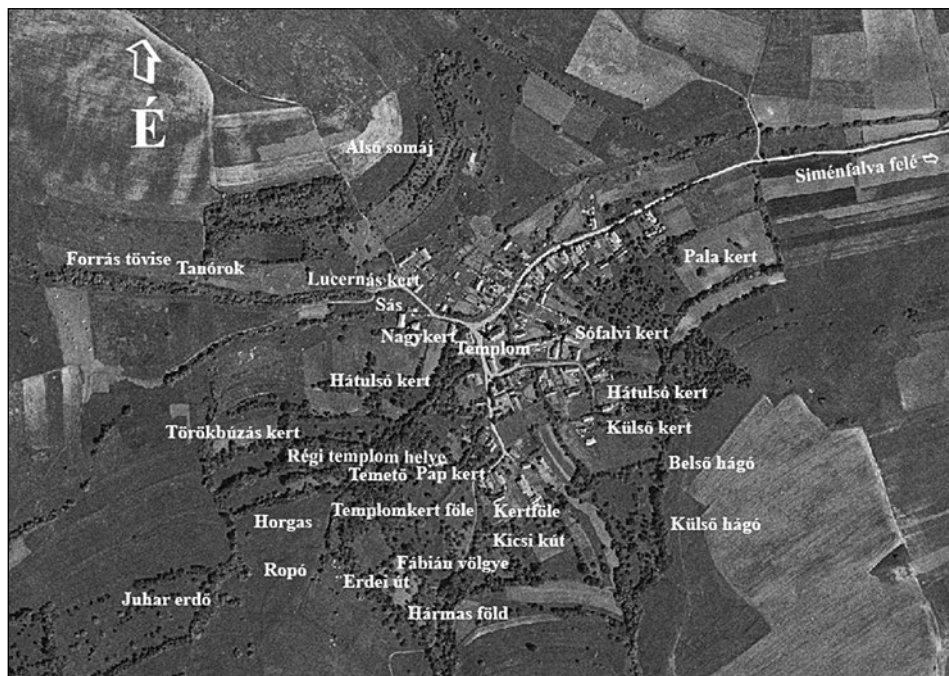 É
Alsó somáj
Siménfalva felé
Forrás tövise
Tanórok
Pala kert
Lucernás kert
Sás
Nagykert
Templom
Sófalvi kert
Hátulsó kert
Hátulsó kert
Törökbúzás kert
Külső kert
Régi templom helye
Temető
Pap kert
Belső hágó
Horgas
Templomkert föle
Kertföle
Külső hágó
Kicsi kút
Ropó
Fábián völgye
Erdei út
Juhar erdő
Hármas föld